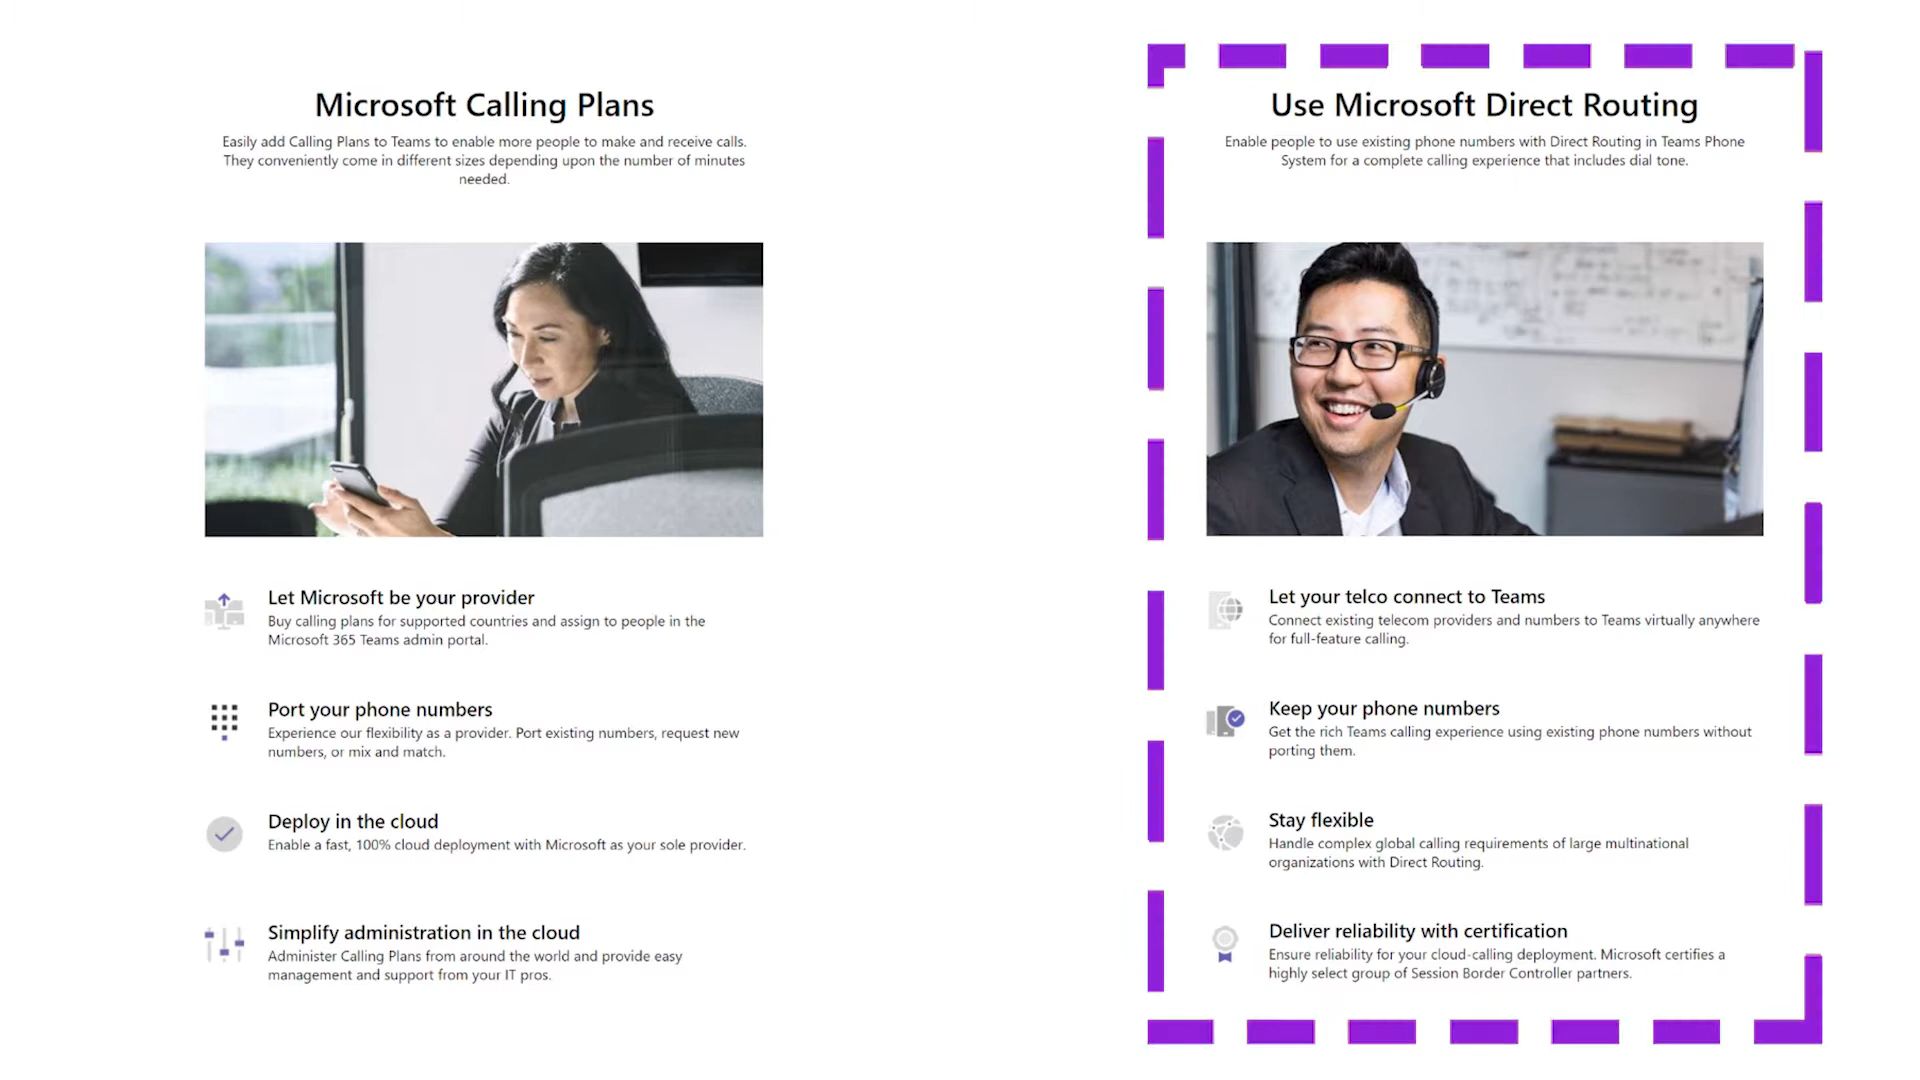 Microsoft Calling Plans
Easily add Calling Plans to Teams to enable more people to make and receive calls.
They conveniently come in different sizes depending upon the number of minutes
needed.
Let Microsoft be your provider
Buy calling plans for supported countries and assign to people in the
Microsoft 365 Teams admin portal.
Port your phone numbers
Experience our flexibility as a provider. Port existing numbers, request new
numbers, or mix and match.
Deploy in the cloud
Enable a fast, 100% cloud deployment with Microsoft as your sole provider.
Simplify administration in the cloud
Administer Calling Plans from around the world and provide easy
management and support from your IT pros.
Use Microsoft Direct Routing
Enable people to use existing phone numbers with Direct Routing in Teams Phone
System for a complete calling experience that includes dial tone.
Let your telco connect to Teams
Connect existing telecom providers and numbers to Teams virtually anywhere
for full-feature calling.
Keep your phone numbers
Get the rich Teams calling experience using existing phone numbers without
porting them.
Stay flexible
Handle complex global calling requirements of large multinational
organizations with Direct Routing.
Deliver reliability with certification
Ensure reliability for your cloud-calling deployment. Microsoft certifies a
highly select group of Session Border Controller partners.